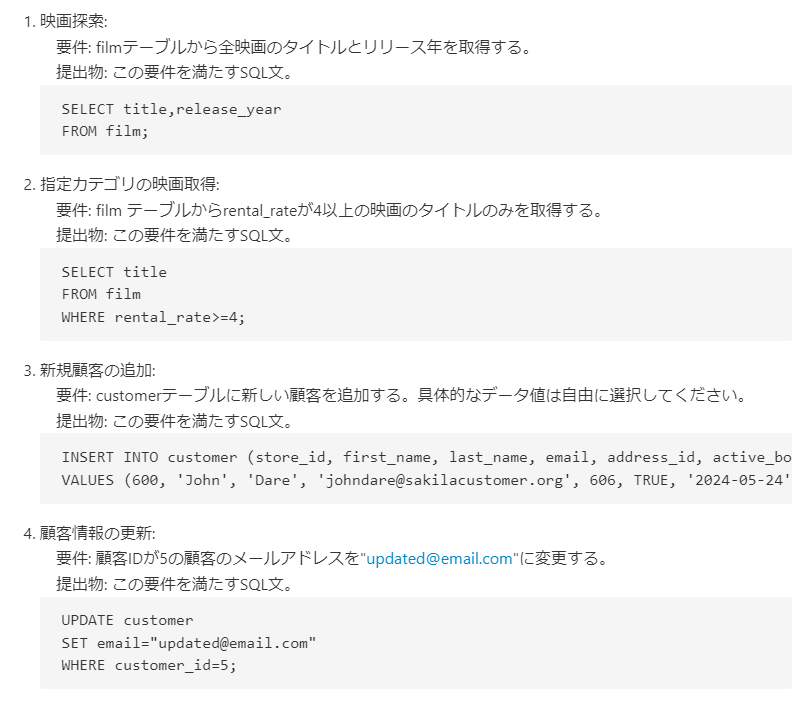 1. 映画探索:
要件: filmテーブルから全映画のタイトルとリリース年を取得する。
提出物: この要件を満たすSQL文。
SELECT title,release_year
FROM film;
2. 指定カテゴリの映画取得:
要件: film テーブルからrental_rateが4以上の映画のタイトルのみを取得する。
提出物: この要件を満たすSQL文。
SELECT title
FROM film
WHERE rental_rate>=4;
3. 新規顧客の追加:
要件: customerテーブルに新しい顧客を追加する。具体的なデータ値は自由に選択してください。
提出物: この要件を満たすSQL文。
INSERT INTO customer (store_id, first_name, last_name, email, address_id, active_bo
VALUES (600, 'John', 'Dare', 'johndare@sakilacustomer.org', 606, TRUE, '2024-05-24'
4. 顧客情報の更新:
要件: 顧客IDが5の顧客のメールアドレスを"updated@email.com"に変更する。
提出物: この要件を満たすSQL文。
UPDATE customer
SET email="updated@email.com"
WHERE customer_id=5;